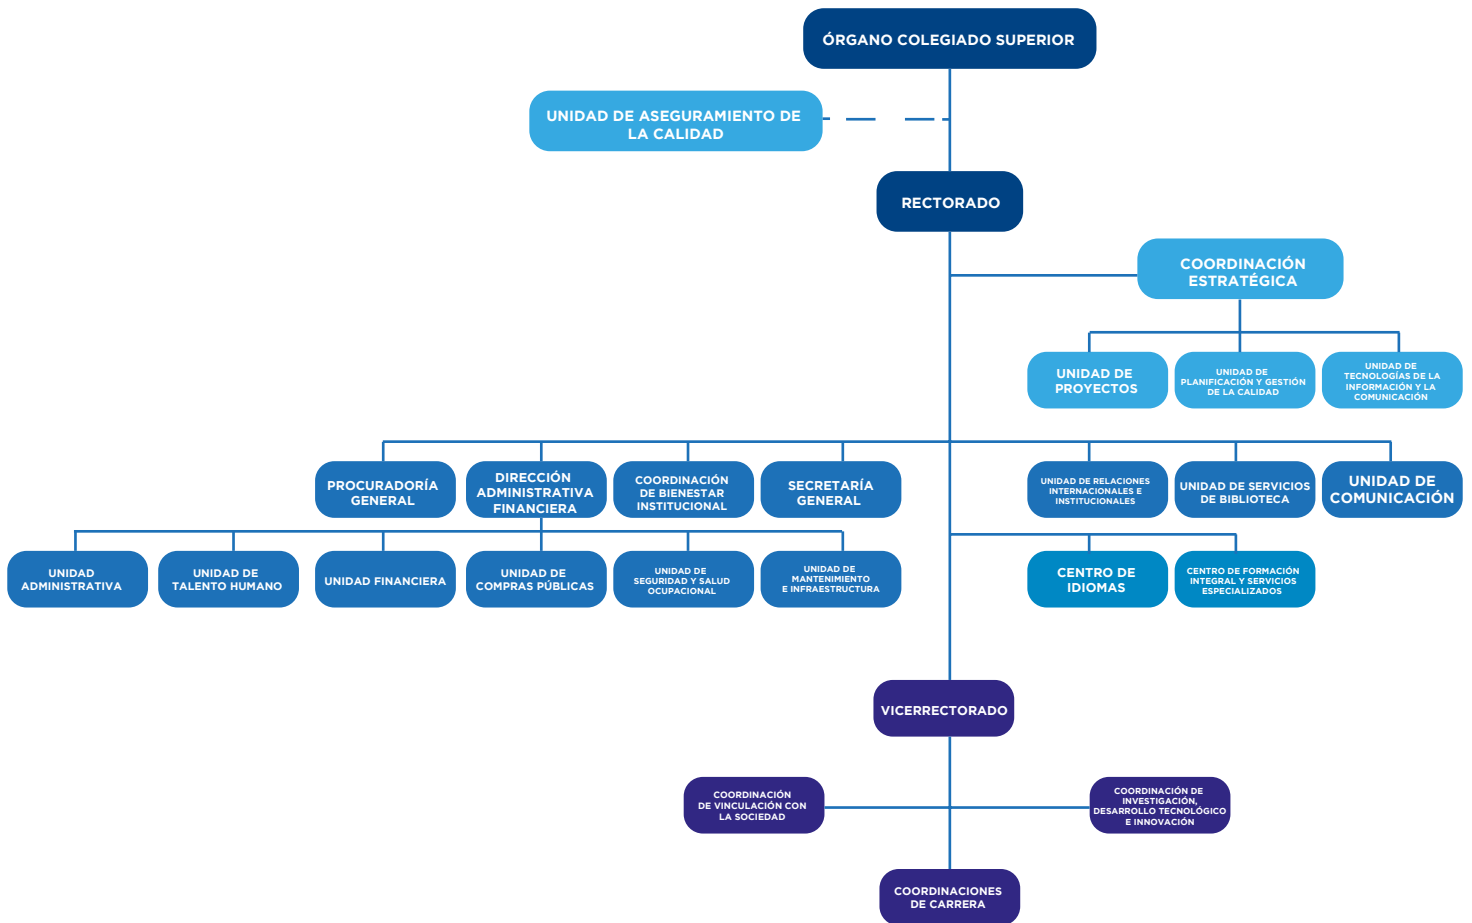 ÓRGANO COLEGIADO SUPERIOR
UNIDAD DE ASEGURAMIENTO DE
LA CALIDAD
RECTORADO
COORDINACIÓN
ESTRATÉGICA
UNIDAD DE
PROYECTOS
UNIDAD DE
PLANIFICACIÓN Y GESTIÓN
DE LA CALIDAD
UNIDAD DE
TECNOLOGÍAS DE LA
INFORMACIÓN Y LA
COMUNICACIÓN
PROCURADORÍA
GENERAL
DIRECCIÓN
ADMINISTRATIVA
FINANCIERA
COORDINACIÓN
DE BIENESTAR
INSTITUCIONAL
SECRETARÍA
GENERAL
UNIDAD DE RELACIONES
INTERNACIONALES E
INSTITUCIONALES
UNIDAD DE SERVICIOS
DE BIBLIOTECA
UNIDAD DE
COMUNICACIÓN
UNIDAD
ADMINISTRATIVA
UNIDAD DE
TALENTO HUMANO
UNIDAD FINANCIERA
UNIDAD DE
COMPRAS PÚBLICAS
UNIDAD DE
SEGURIDAD Y SALUD
OCUPACIONAL
UNIDAD DE
MANTENIMIENTO
E INFRAESTRUCTURA
CENTRO DE
IDIOMAS
CENTRO DE FORMACIÓN
INTEGRAL Y SERVICIOS
ESPECIALIZADOS
VICERRECTORADO
COORDINACIÓN
DE VINCULACIÓN CON
LA SOCIEDAD
COORDINACIÓN DE
INVESTIGACIÓN,
DESARROLLO TECNOLÓGICO
E INNOVACIÓN
COORDINACIONES
DE CARRERA